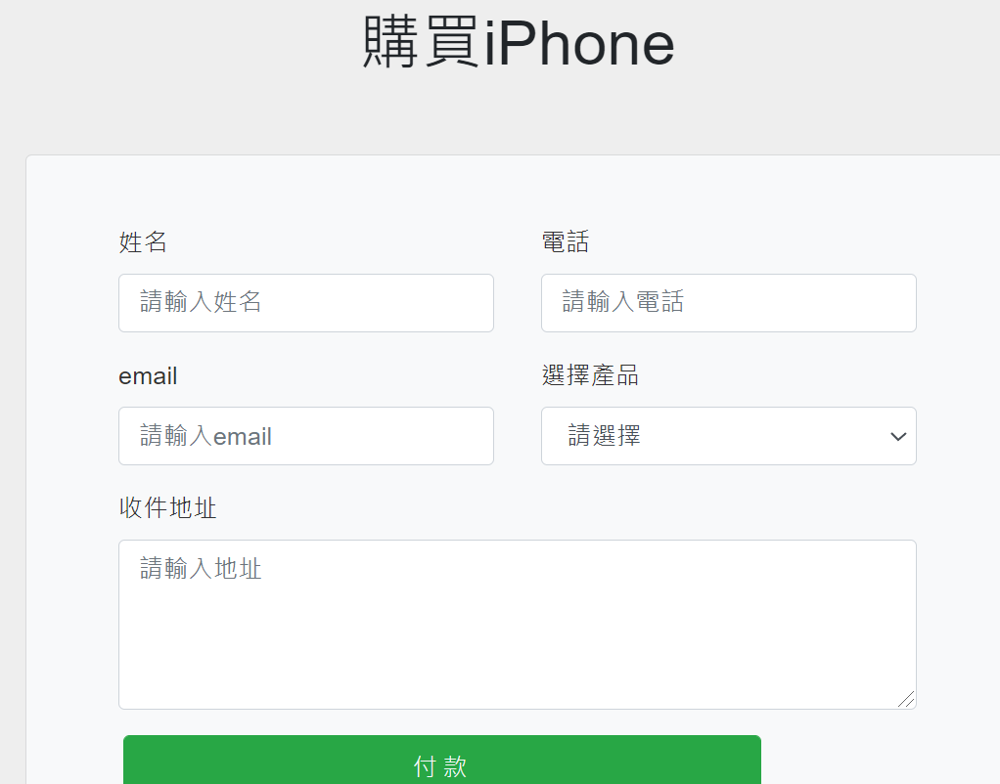 購買iPhone
姓名
電話
請輸入姓名
請輸入電話
email
選擇產品
請輸入email
請選擇
收件地址
請輸入地址
付款